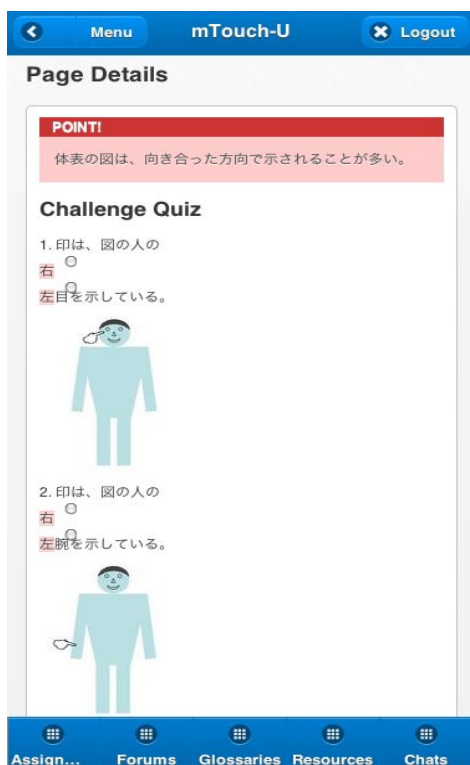 Menu mTouch-U Logout
Page Details
POINT!
体表の図は、向き合った方向で示されることが多い。
Challenge Quiz
1. 印は、図の人の
右
左目を示している。
2. 印は、図の人の
右
左腕を示している。
Assign... Forums Glossaries Resources Chats